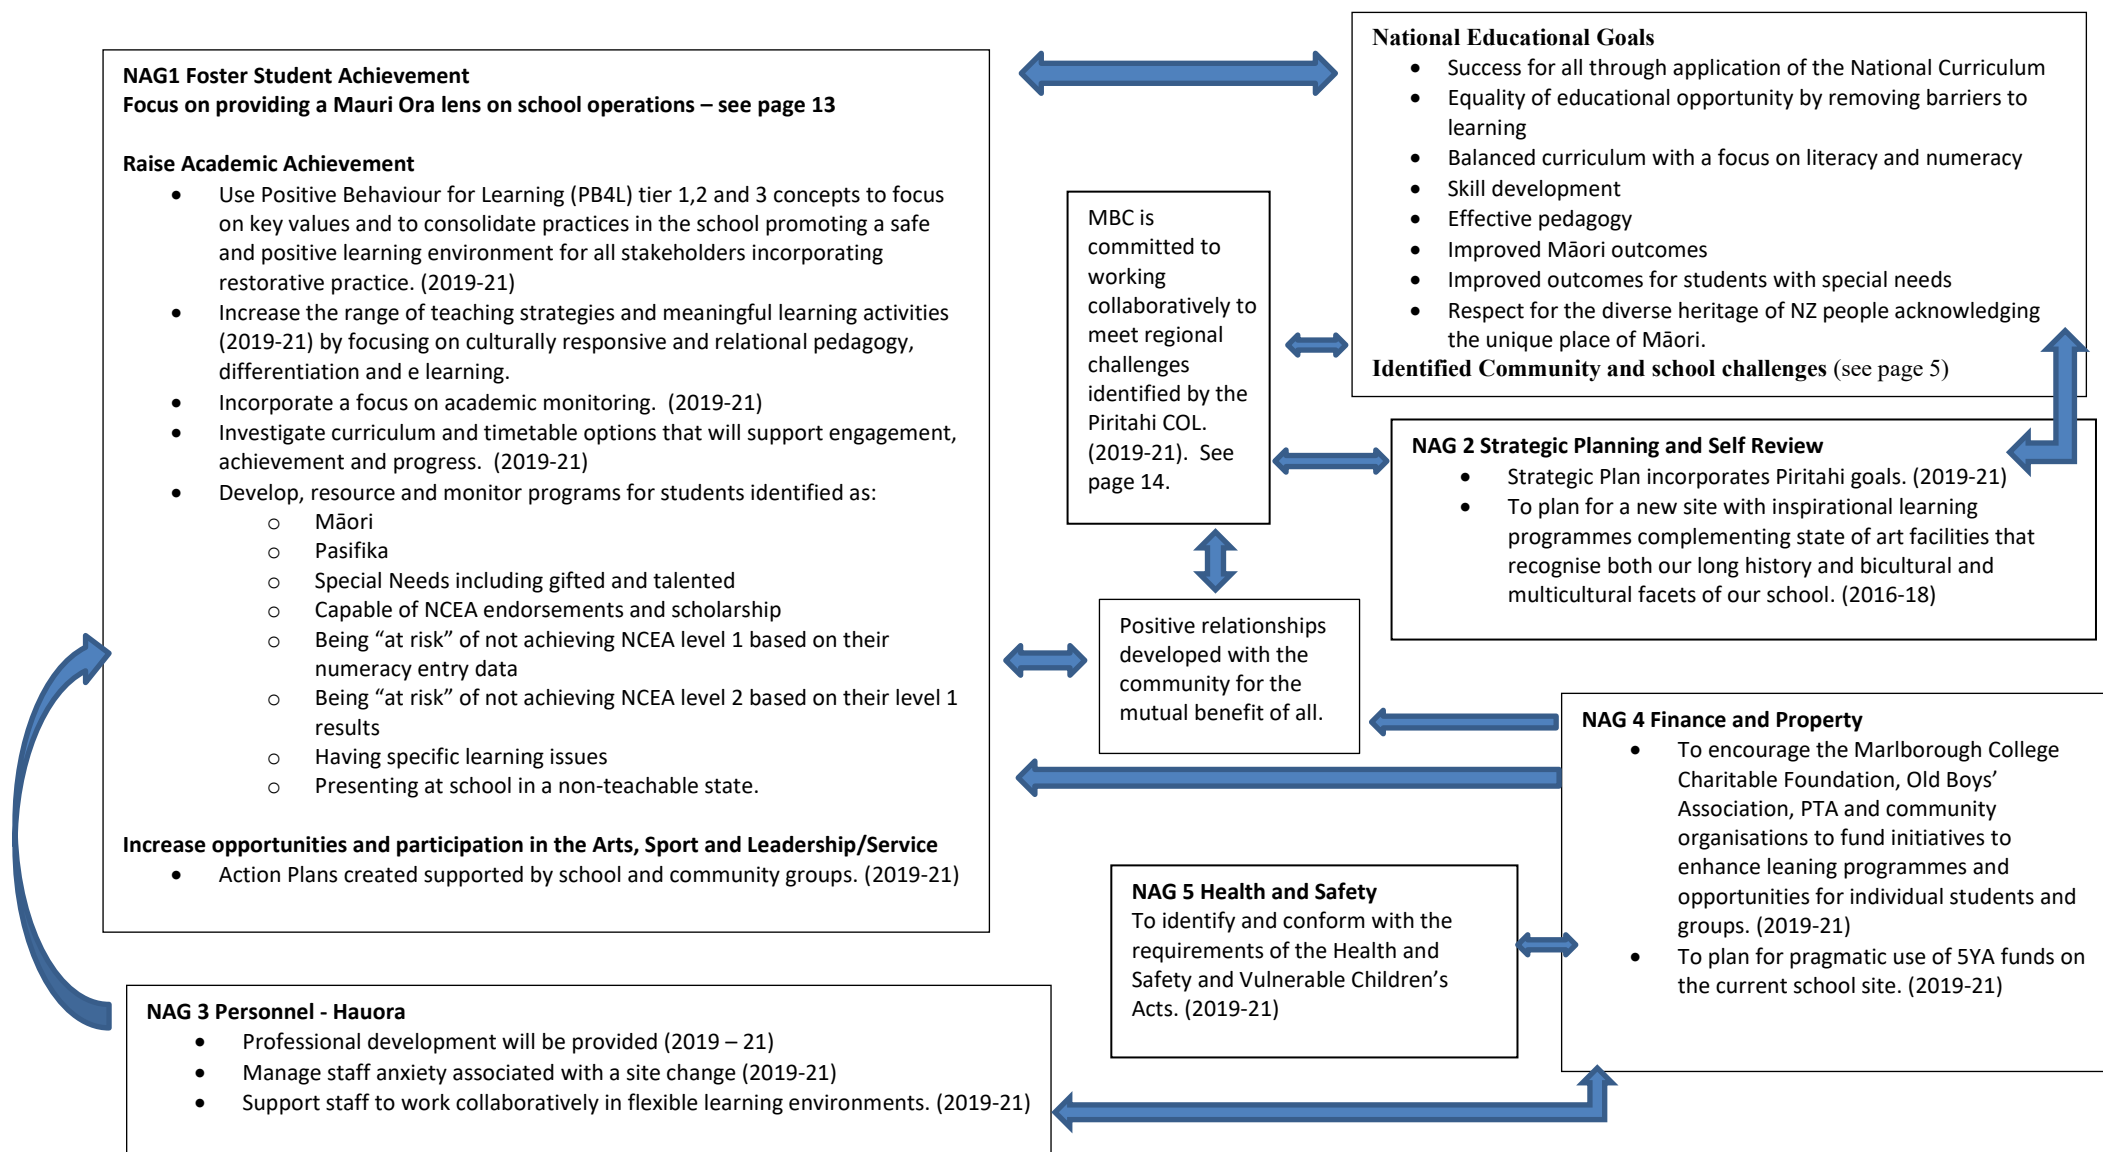 NAG1 Foster Student Achievement
Focus on providing a Mauri Ora lens on school operations – see page 13
Raise Academic Achievement
• Use Positive Behaviour for Learning (PB4L) tier 1,2 and 3 concepts to focus
on key values and to consolidate practices in the school promoting a safe
and positive learning environment for all stakeholders incorporating
restorative practice. (2019-21)
• Increase the range of teaching strategies and meaningful learning activities
(2019-21) by focusing on culturally responsive and relational pedagogy,
differentiation and e learning.
• Incorporate a focus on academic monitoring. (2019-21)
• Investigate curriculum and timetable options that will support engagement,
achievement and progress. (2019-21)
• Develop, resource and monitor programs for students identified as:
o Māori
o Pasifika
o Special Needs including gifted and talented
o Capable of NCEA endorsements and scholarship
o Being “at risk” of not achieving NCEA level 1 based on their
numeracy entry data
o Being “at risk” of not achieving NCEA level 2 based on their level 1
results
o Having specific learning issues
o Presenting at school in a non-teachable state.
Increase opportunities and participation in the Arts, Sport and Leadership/Service
• Action Plans created supported by school and community groups. (2019-21)
National Educational Goals
• Success for all through application of the National Curriculum
• Equality of educational opportunity by removing barriers to
learning
• Balanced curriculum with a focus on literacy and numeracy
• Skill development
• Effective pedagogy
• Improved Māori outcomes
• Improved outcomes for students with special needs
• Respect for the diverse heritage of NZ people acknowledging
the unique place of Māori.
Identified Community and school challenges (see page 5)
MBC is
committed to
working
collaboratively to
meet regional
challenges
identified by the
Piritahi COL.
(2019-21). See
page 14.
NAG 2 Strategic Planning and Self Review
• Strategic Plan incorporates Piritahi goals. (2019-21)
• To plan for a new site with inspirational learning
programmes complementing state of art facilities that
recognise both our long history and bicultural and
multicultural facets of our school. (2016-18)
Positive relationships
developed with the
community for the
mutual benefit of all.
NAG 4 Finance and Property
• To encourage the Marlborough College
Charitable Foundation, Old Boys’
Association, PTA and community
organisations to fund initiatives to
enhance leaning programmes and
opportunities for individual students and
groups. (2019-21)
• To plan for pragmatic use of 5YA funds on
the current school site. (2019-21)
NAG 5 Health and Safety
To identify and conform with the
requirements of the Health and
Safety and Vulnerable Children’s
Acts. (2019-21)
NAG 3 Personnel - Hauora
• Professional development will be provided (2019 – 21)
• Manage staff anxiety associated with a site change (2019-21)
• Support staff to work collaboratively in flexible learning environments. (2019-21)